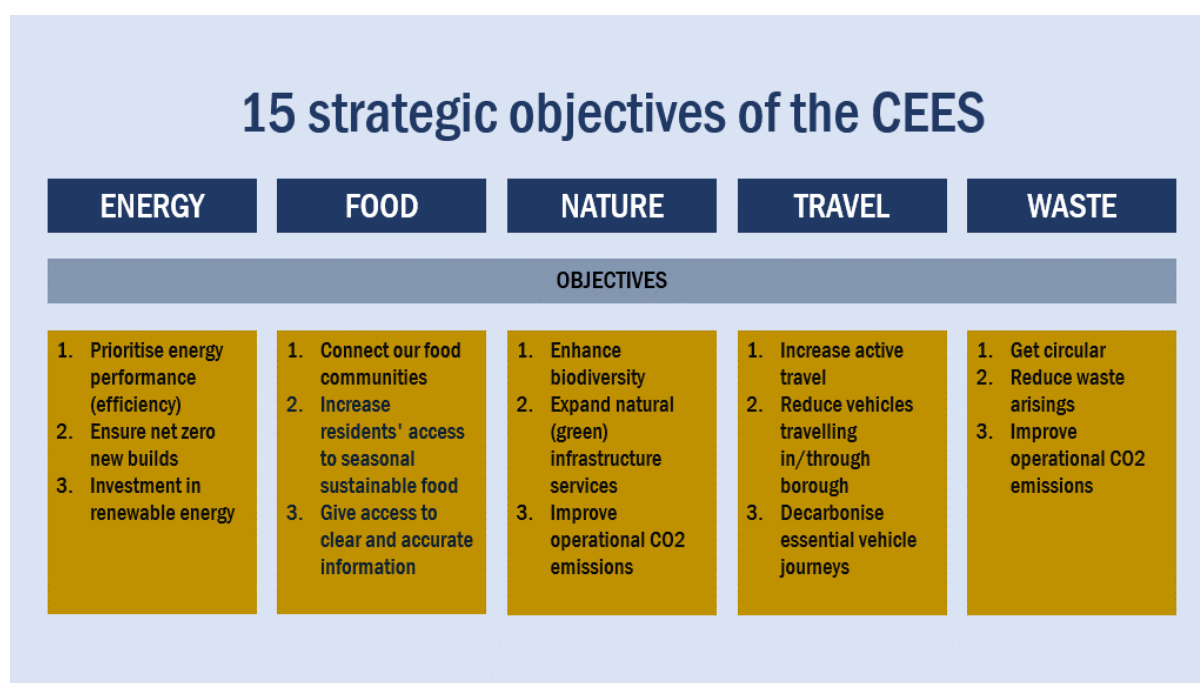 15 strategic objectives of the CEES
ENERGY
FOOD
NATURE
TRAVEL
WASTE
OBJECTIVES
1. Prioritise energy
performance
(efficiency)
2. Ensure net zero
new builds
3. Investment in
renewable energy
1. Connect our food
communities
2. Increase
residents' access
to seasonal
sustainable food
3. Give access to
clear and accurate
information
1. Enhance
biodiversity
2. Expand natural
(green)
infrastructure
services
3. Improve
operational CO2
emissions
1. Increase active
travel
2. Reduce vehicles
travelling
in/through
borough
3. Decarbonise
essential vehicle
journeys
1. Get circular
2. Reduce waste
arisings
3. Improve
operational CO2
emissions